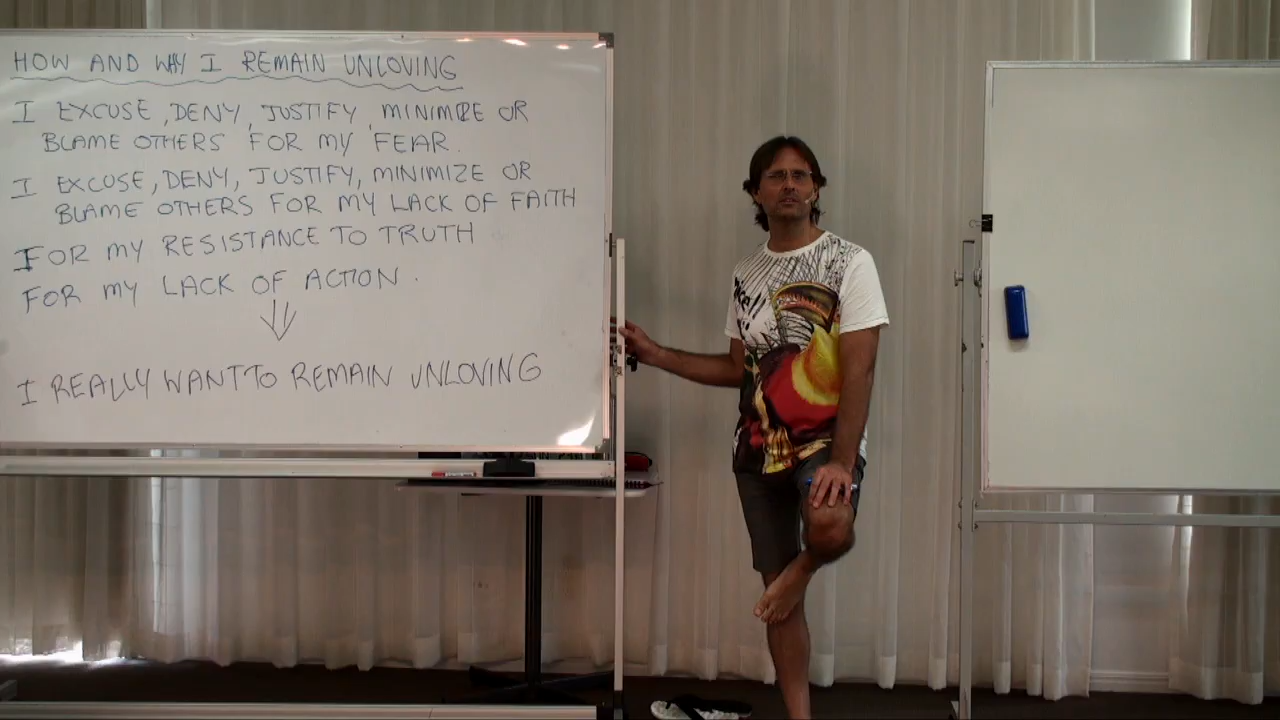 HOW AND WHY I REMAIN UNLOVING
I EXCUSE, DENY, JUSTIFY, MINIMIZE OR
BLAME OTHERS FOR MY FEAR.
I EXCUSE, DENY, JUSTIFY, MINIMIZE OR
BLAME OTHERS FOR MY LACK OF FAITH
FOR MY RESISTANCE TO TRUTH
FOR MY LACK OF ACTION.
I REALLY WANT TO REMAIN UNLOVING